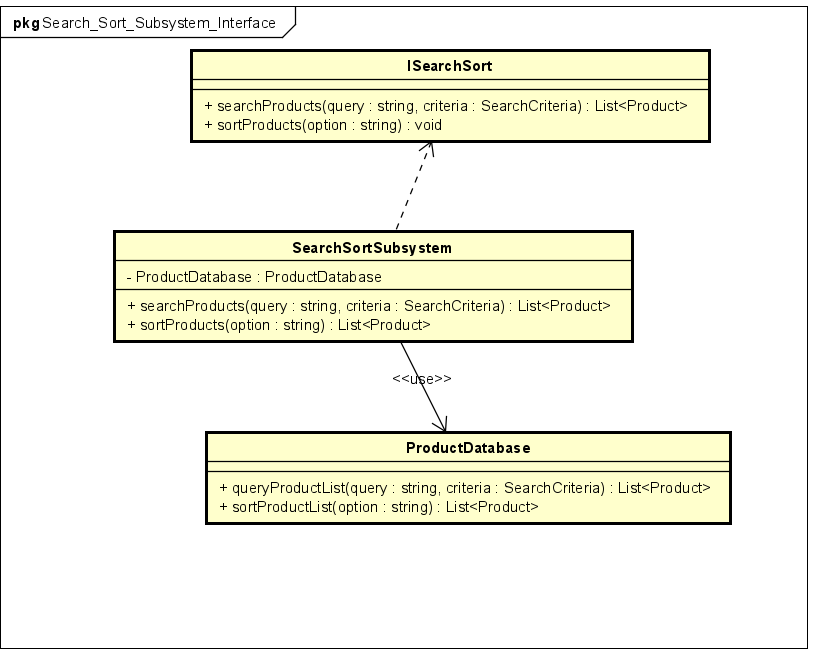 pkg Search_Sort_Subsystem_Interface
ISearchSort
+ searchProducts(query : string, criteria : SearchCriteria) : List<Product>
+ sortProducts(option : string) : void
SearchSortSubsystem
- ProductDatabase : ProductDatabase
+ searchProducts(query : string, criteria : SearchCriteria) : List<Product>
+ sortProducts(option : string) : List<Product>
<<use>>
ProductDatabase
+ queryProductList(query : string, criteria : SearchCriteria) : List<Product>
+ sortProductList(option : string) : List<Product>